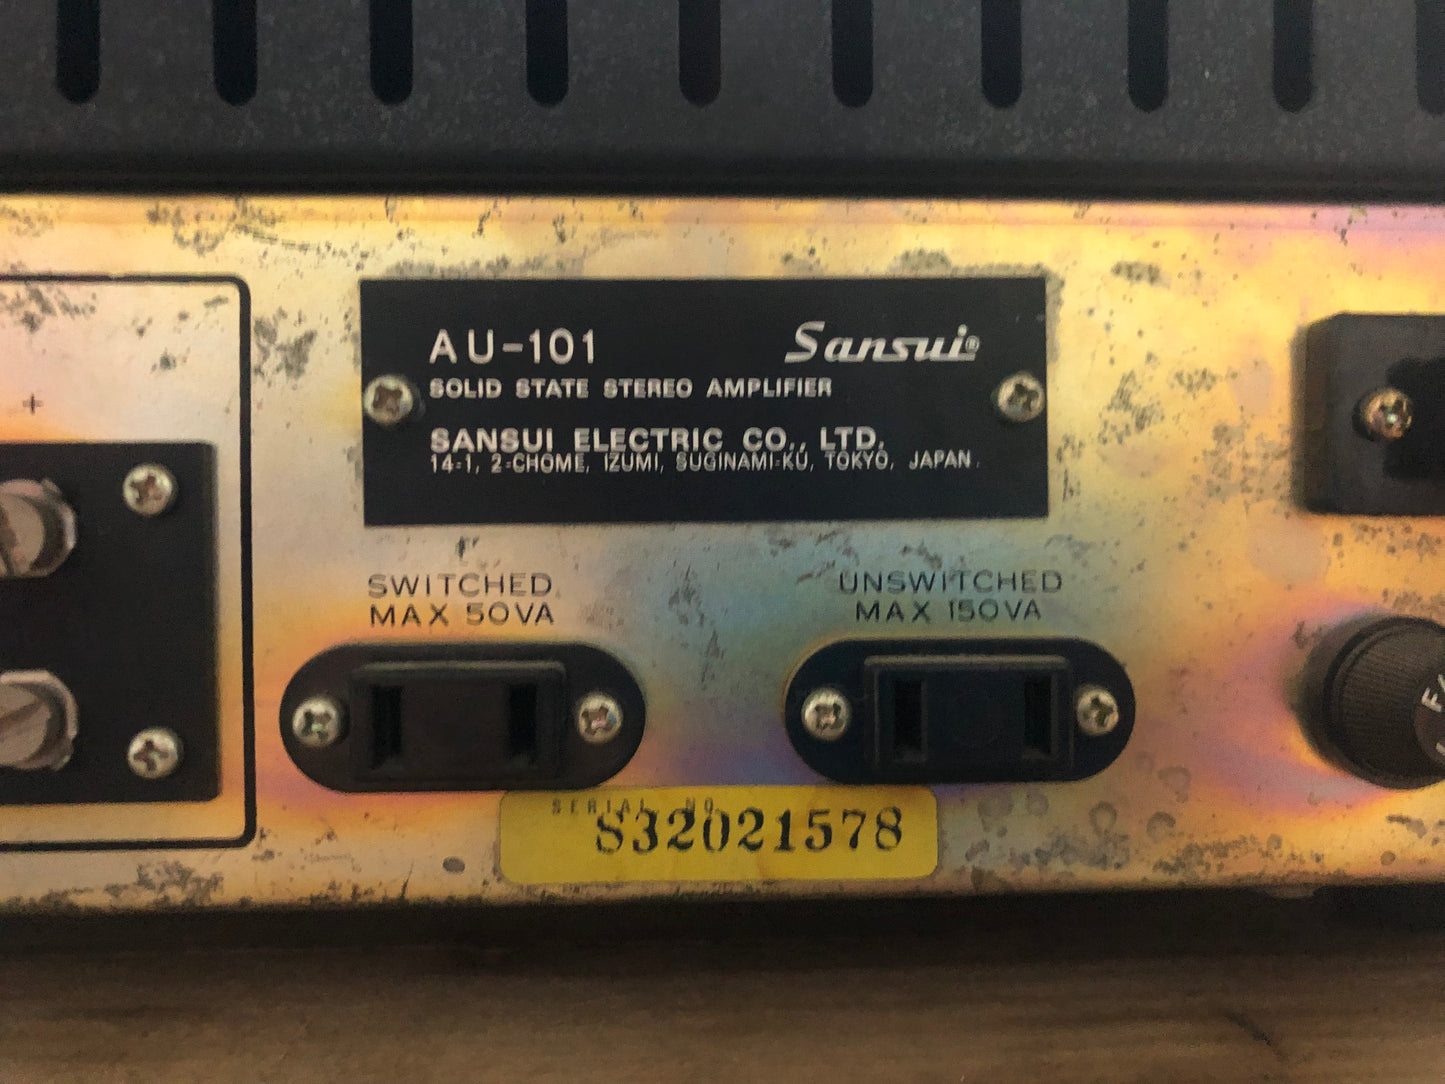 +
AU-101
Sansui®
SOLID STATE STEREO AMPLIFIER
SANSUI ELECTRIC CO., LTD.
14-1, 2-CHOME, IZUMI, SUGINAMI-KU, TOKYO, JAPAN.
SWITCHED
MAX 50VA
UNSWITCHED
MAX 150VA
SERIAL NO.
S32021578